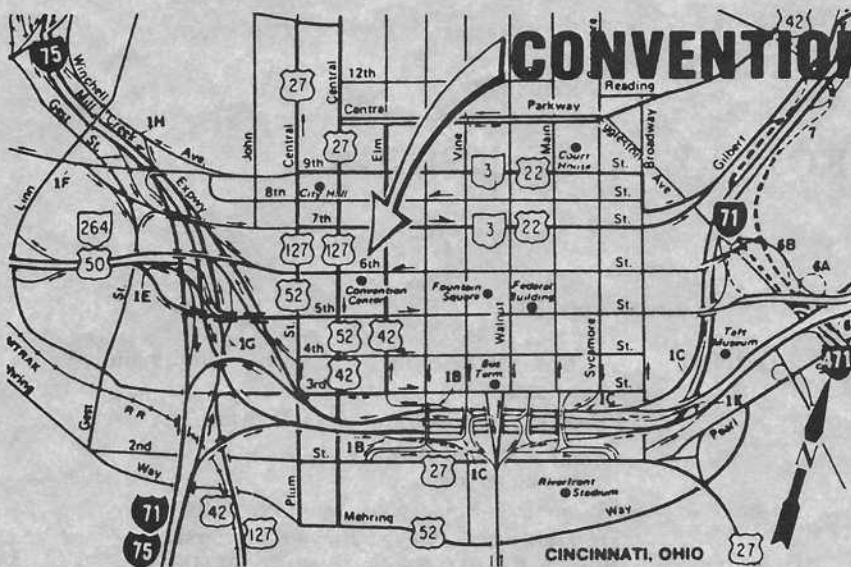 42
75
CONVENTION
Winchell
12th
Reading
27
Central
Central
Parkway
Mill Creek
Gest St.
1H
John
Central
Elm
Vine
Main
Eggleston
Broadway
Gilbert
7
Ave.
9th
27
3
22
Court House
St.
Ave
Linn
1F
Expwy
8th
City Hall
7th
3
22
St.
71
264
127
127
6B
50
6th
St.
6A
52
Convention Center
Fountain Square
Federal Building
1E
St.
5th
St.
1G
St.
4th
52
42
Walnut
Sycamore
St.
1C
Taft Museum
471
MTRAK
42
Bus Term
3rd
1B
St.
1C
1K
Gest
RR
2nd
St.
1B
1C
Pearl
N
Way
27
Riverfront Stadium
71
42
Plum
Mehring
52
Way
75
127
CINCINNATI, OHIO
27